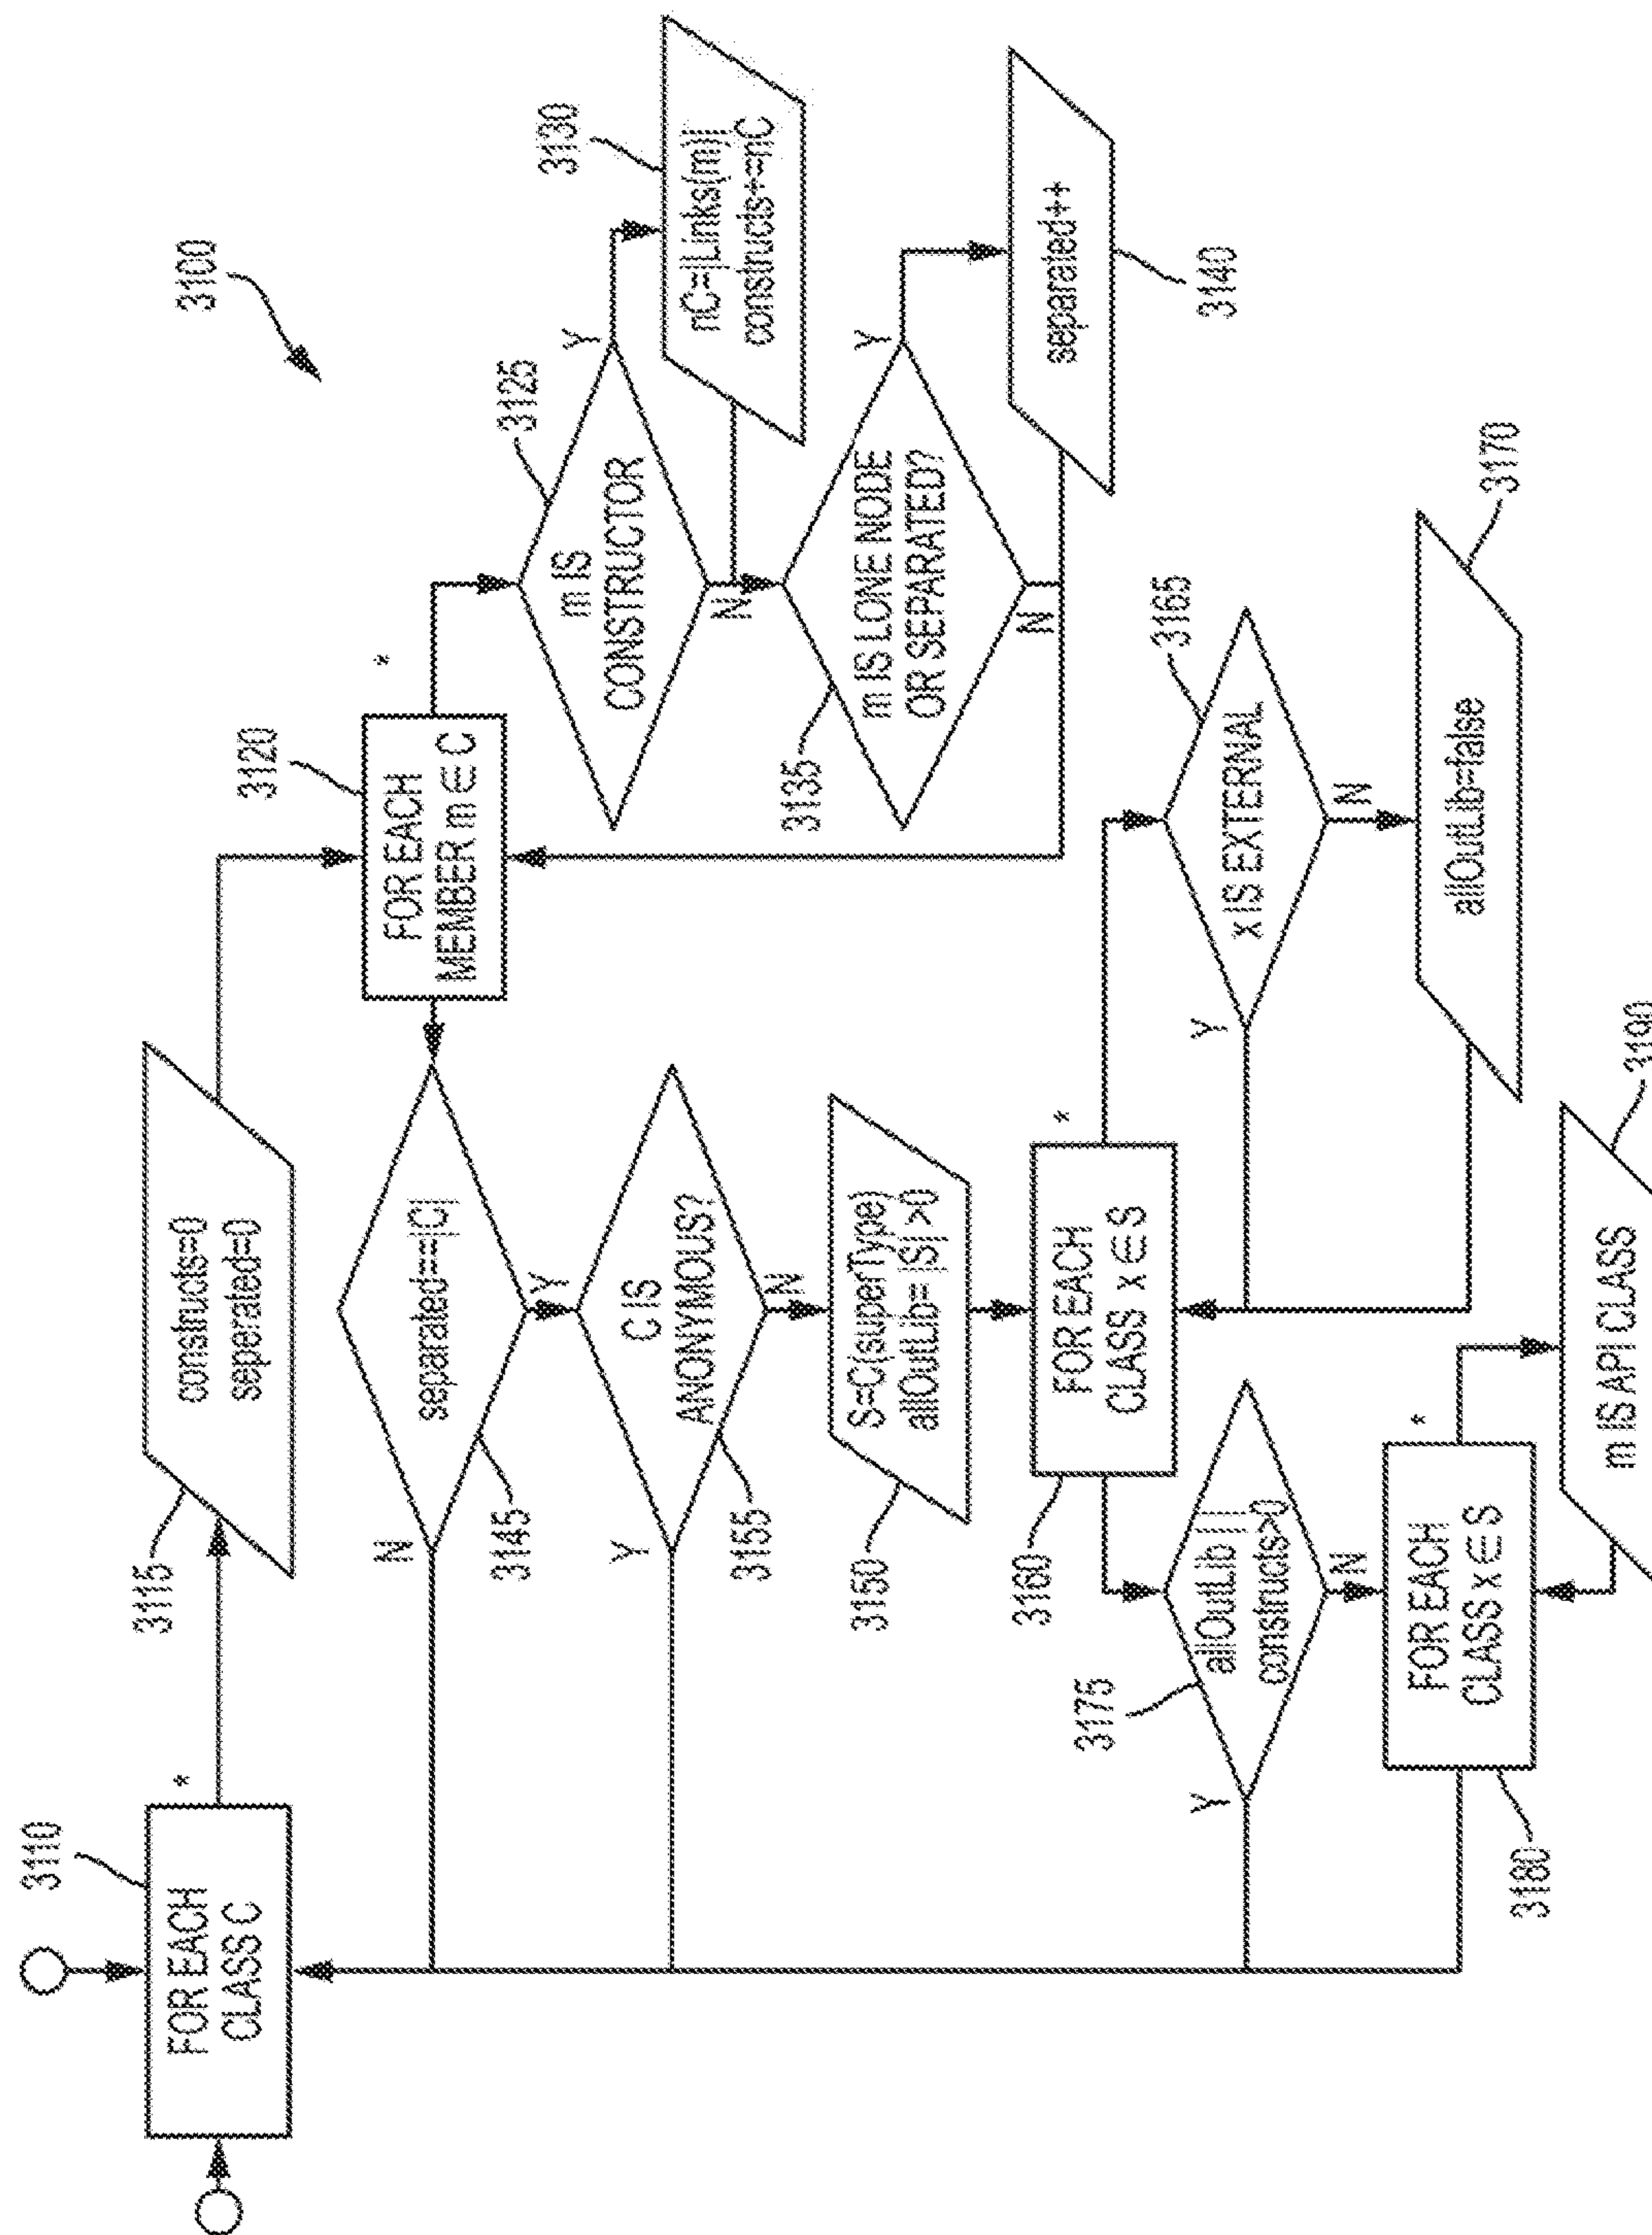 3100
3110
FOR EACH
CLASS C
*
3115
constructs=0
seperated=0
3120
FOR EACH
MEMBER m∈C
*
3125
m IS
CONSTRUCTOR
Y
N
3130
nC=|Links(m)|
constructs+=nC
3135
m IS LONE NODE
OR SEPARATED?
Y
N
3140
separated++
3145
separated==|C|
N
Y
3155
C IS
ANONYMOUS?
Y
N
3150
S=C(superType)
allOutLib=|S|>0
3160
FOR EACH
CLASS x∈S
*
3165
x IS EXTERNAL
Y
N
3170
allOutLib=false
3175
allOutLib ||
constructs>0
Y
N
3180
FOR EACH
CLASS x∈S
*
3190
m IS API CLASS